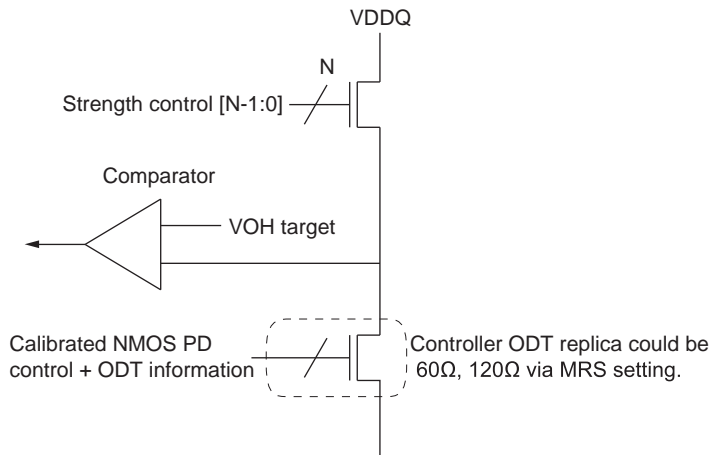 VDDQ
N
Strength control [N-1:0]
Comparator
VOH target
Calibrated NMOS PD
control + ODT information
Controller ODT replica could be
60Ω, 120Ω via MRS setting.